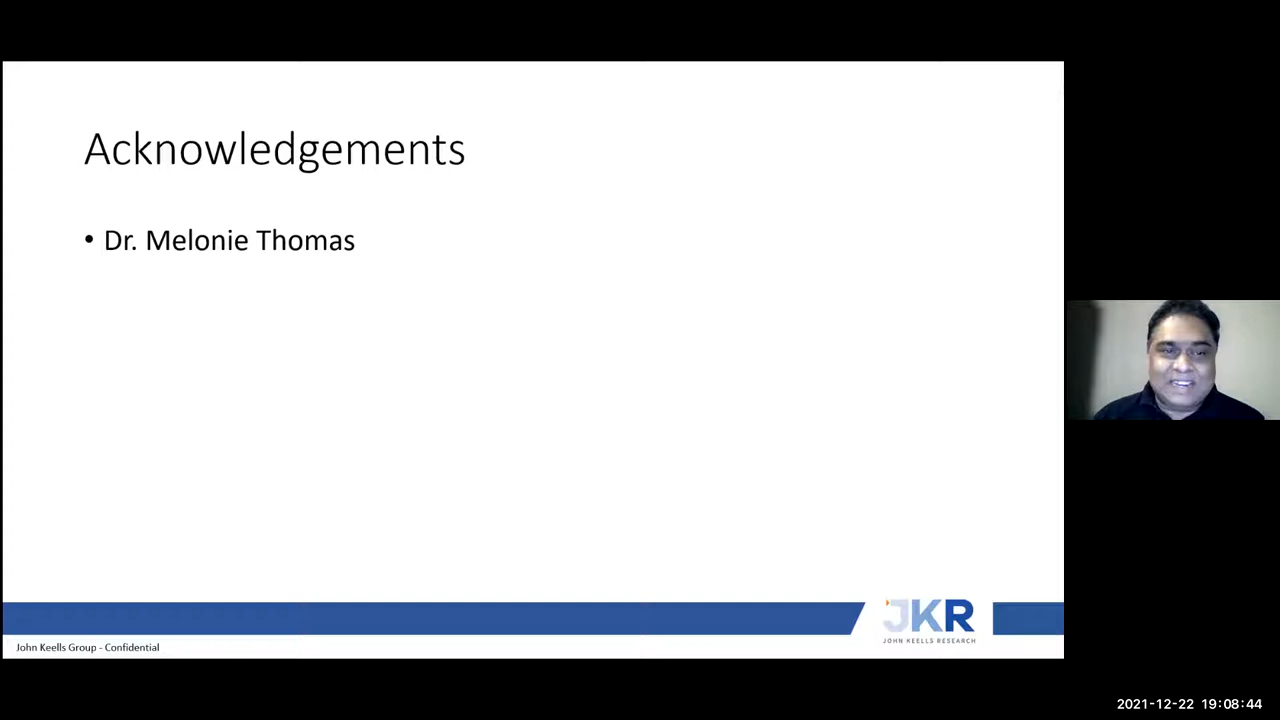 Acknowledgements
• Dr. Melonie Thomas
JKR
JOHN KEELLS RESEARCH
John Keells Group - Confidential
2021-12-22 19:08:44